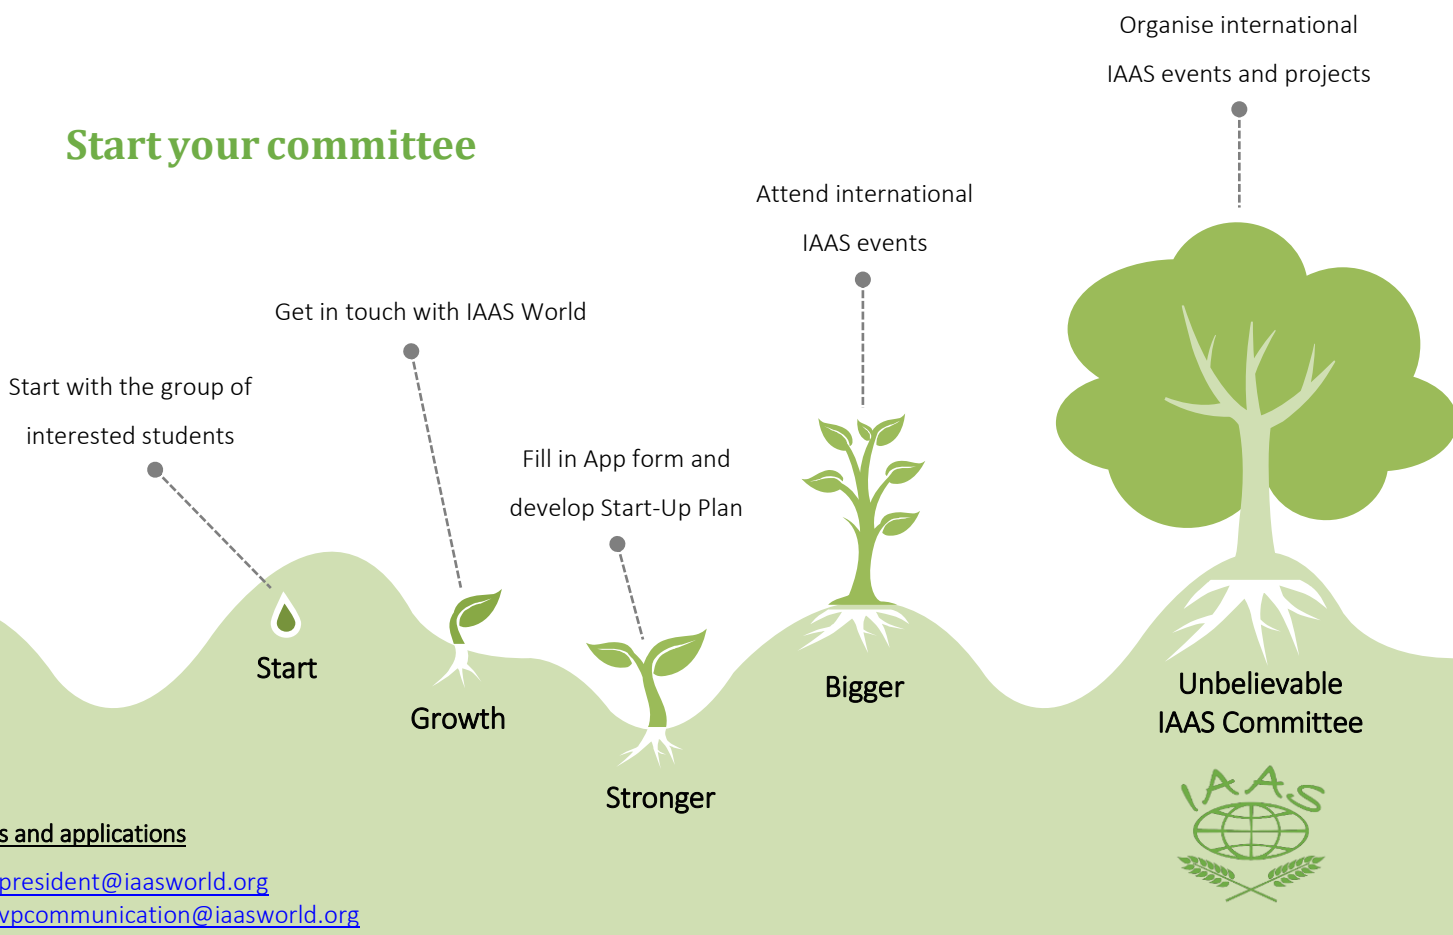 Start your committee
Organise international
IAAS events and projects
Attend international
IAAS events
Get in touch with IAAS World
Start with the group of
interested students
Fill in App form and
develop Start-Up Plan
Start
Growth
Stronger
Bigger
Unbelievable
IAAS Committee
IAAS
s and applications
president@iaasworld.org
vpcommunication@iaasworld.org